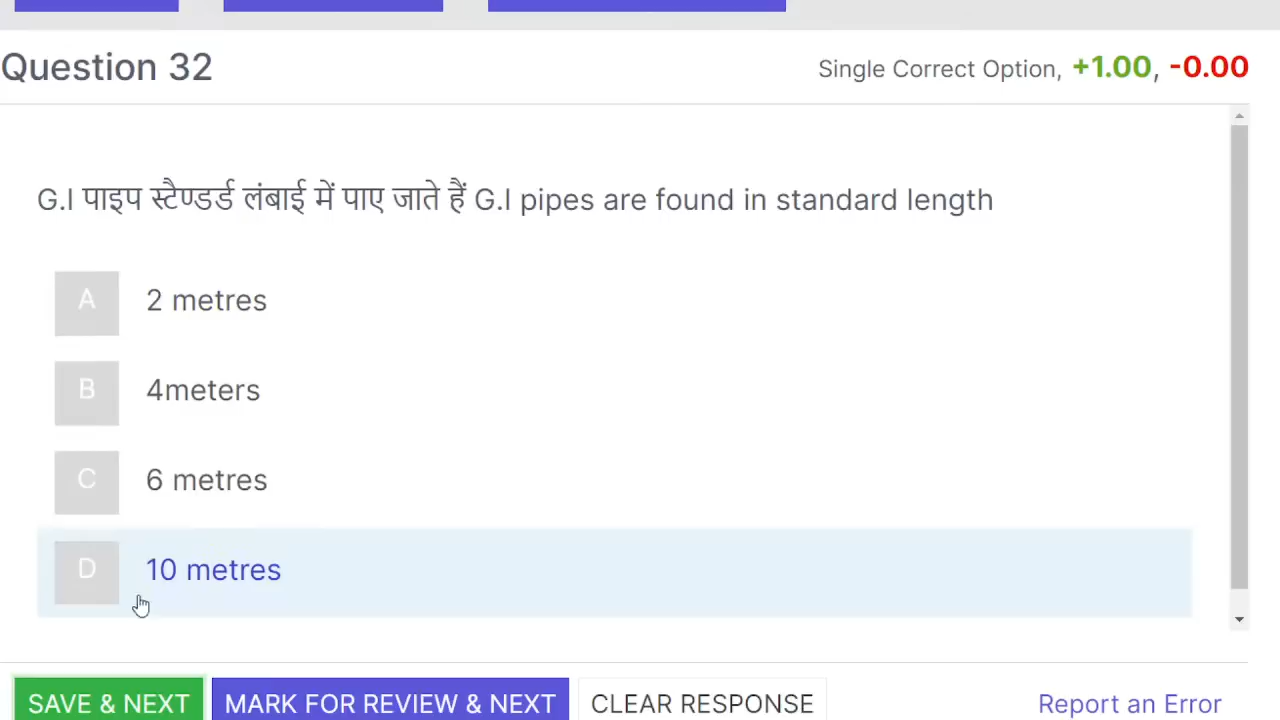 Question 32
Single Correct Option, +1.00, -0.00
G.I पाइप स्टैण्डर्ड लंबाई में पाए जाते हैं G.I pipes are found in standard length
A 2 metres
B 4meters
C 6 metres
D 10 metres
SAVE & NEXT MARK FOR REVIEW & NEXT CLEAR RESPONSE Report an Error